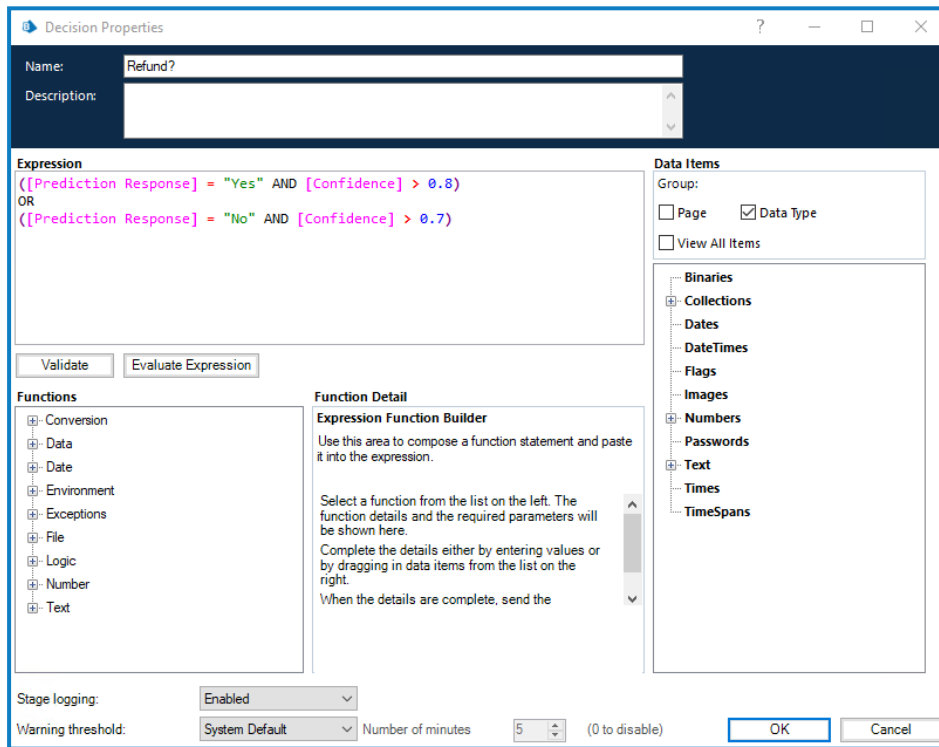 Decision Properties
?
Name:
Refund?
Description:
Expression
([Prediction Response] = "Yes" AND [Confidence] > 0.8)
OR
([Prediction Response] = "No" AND [Confidence] > 0.7)
Data Items
Group:
Page
Data Type
View All Items
Binaries
Collections
Dates
DateTimes
Flags
Images
Numbers
Passwords
Text
Times
TimeSpans
Validate
Evaluate Expression
Functions
Conversion
Data
Date
Environment
Exceptions
File
Logic
Number
Text
Function Detail
Expression Function Builder
Use this area to compose a function statement and paste
it into the expression.
Select a function from the list on the left. The
function details and the required parameters will
be shown here.
Complete the details either by entering values or
by dragging in data items from the list on the
right.
When the details are complete, send the
Stage logging:
Enabled
Warning threshold:
System Default
Number of minutes
5
(0 to disable)
OK
Cancel